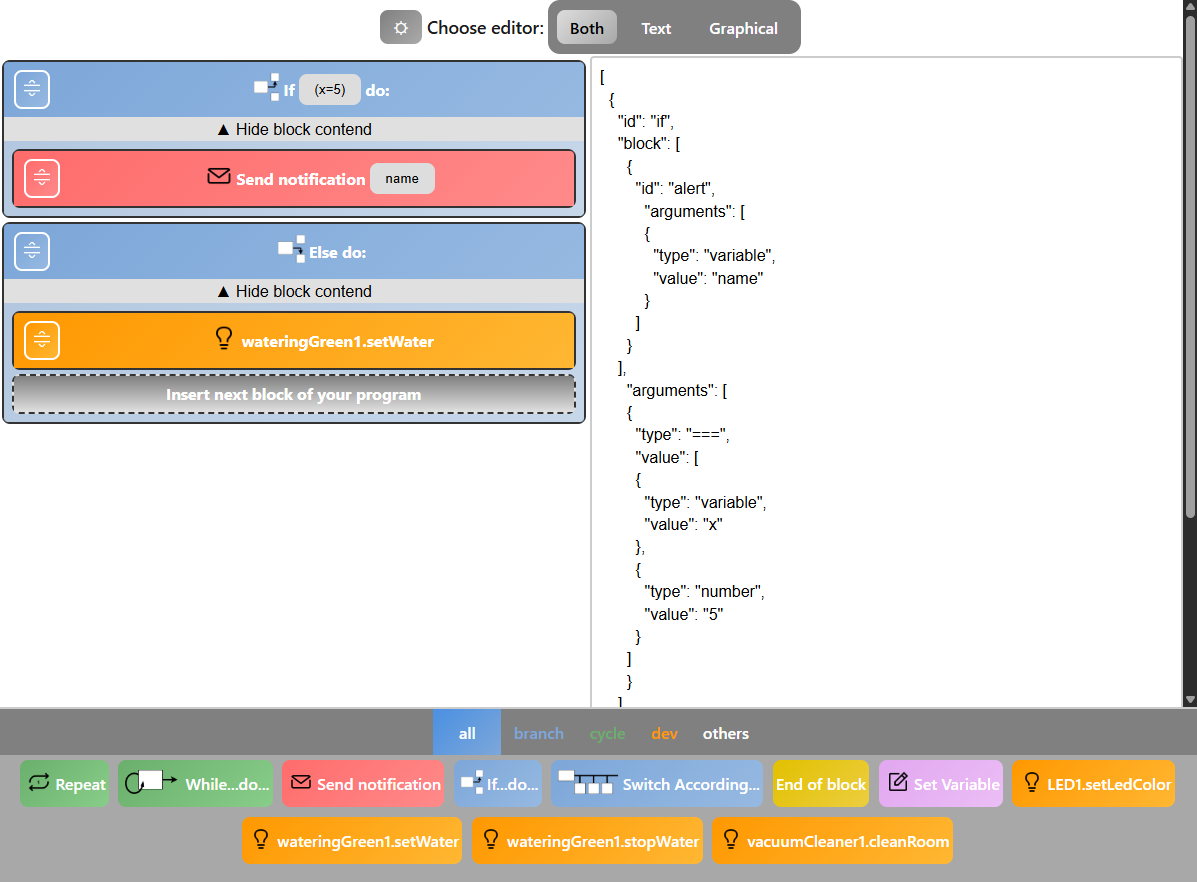 Choose editor: Both Text Graphical
If (x=5) do:
▲ Hide block contend
Send notification name
Else do:
▲ Hide block contend
wateringGreen1.setWater
Insert next block of your program
[
{
"id": "if",
"block": [
{
"id": "alert",
"arguments": [
{
"type": "variable",
"value": "name"
}
]
}
],
"arguments": [
{
"type": "===",
"value": [
{
"type": "variable",
"value": "x"
},
{
"type": "number",
"value": "5"
}
]
}
]
all branch cycle dev others
Repeat While...do... Send notification If...do... Switch According... End of block Set Variable LED1.setLedColor
wateringGreen1.setWater wateringGreen1.stopWater vacuumCleaner1.cleanRoom